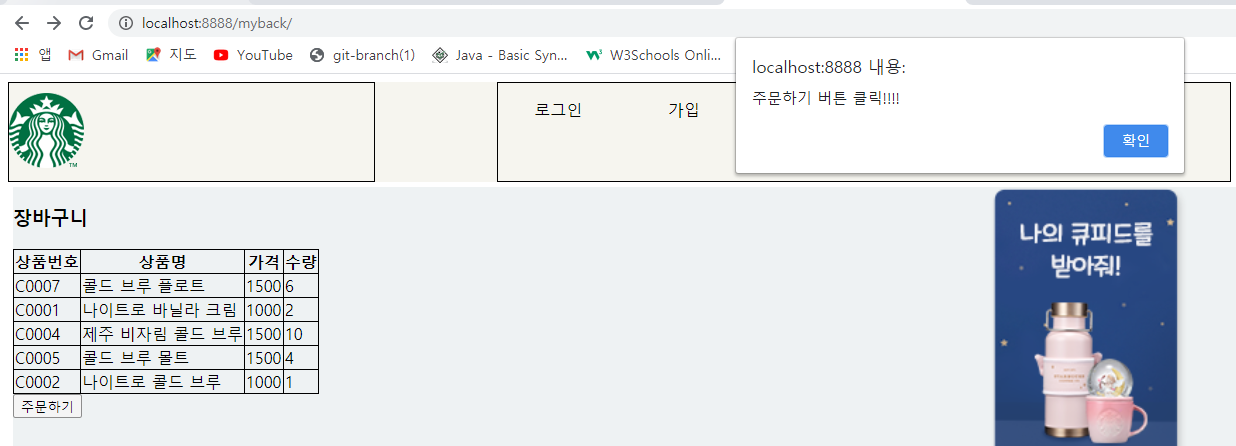 localhost:8888/myback/
앱 Gmail 지도 YouTube git-branch(1) Java - Basic Syn... W3Schools Onli...
localhost:8888 내용:
주문하기 버튼 클릭!!!!
확인
로그인 가입
TM
장바구니
상품번호 상품명 가격 수량
C0007 콜드 브루 플로트 1500 6
C0001 나이트로 바닐라 크림 1000 2
C0004 제주 비자림 콜드 브루 1500 10
C0005 콜드 브루 몰트 1500 4
C0002 나이트로 콜드 브루 1000 1
주문하기
나의 큐피드를
받아줘!